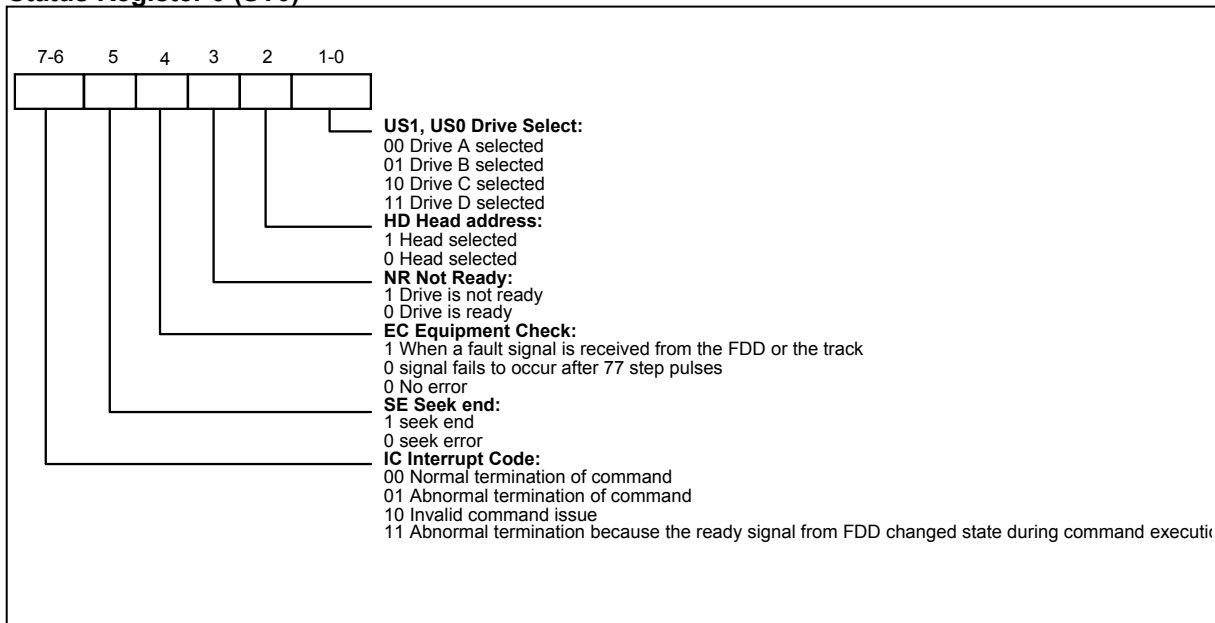 7-6 5 4 3 2 1-0
US1, US0 Drive Select:
00 Drive A selected
01 Drive B selected
10 Drive C selected
11 Drive D selected
HD Head address:
1 Head selected
0 Head selected
NR Not Ready:
1 Drive is not ready
0 Drive is ready
EC Equipment Check:
1 When a fault signal is received from the FDD or the track
0 signal fails to occur after 77 step pulses
0 No error
SE Seek end:
1 seek end
0 seek error
IC Interrupt Code:
00 Normal termination of command
01 Abnormal termination of command
10 Invalid command issue
11 Abnormal termination because the ready signal from FDD changed state during command